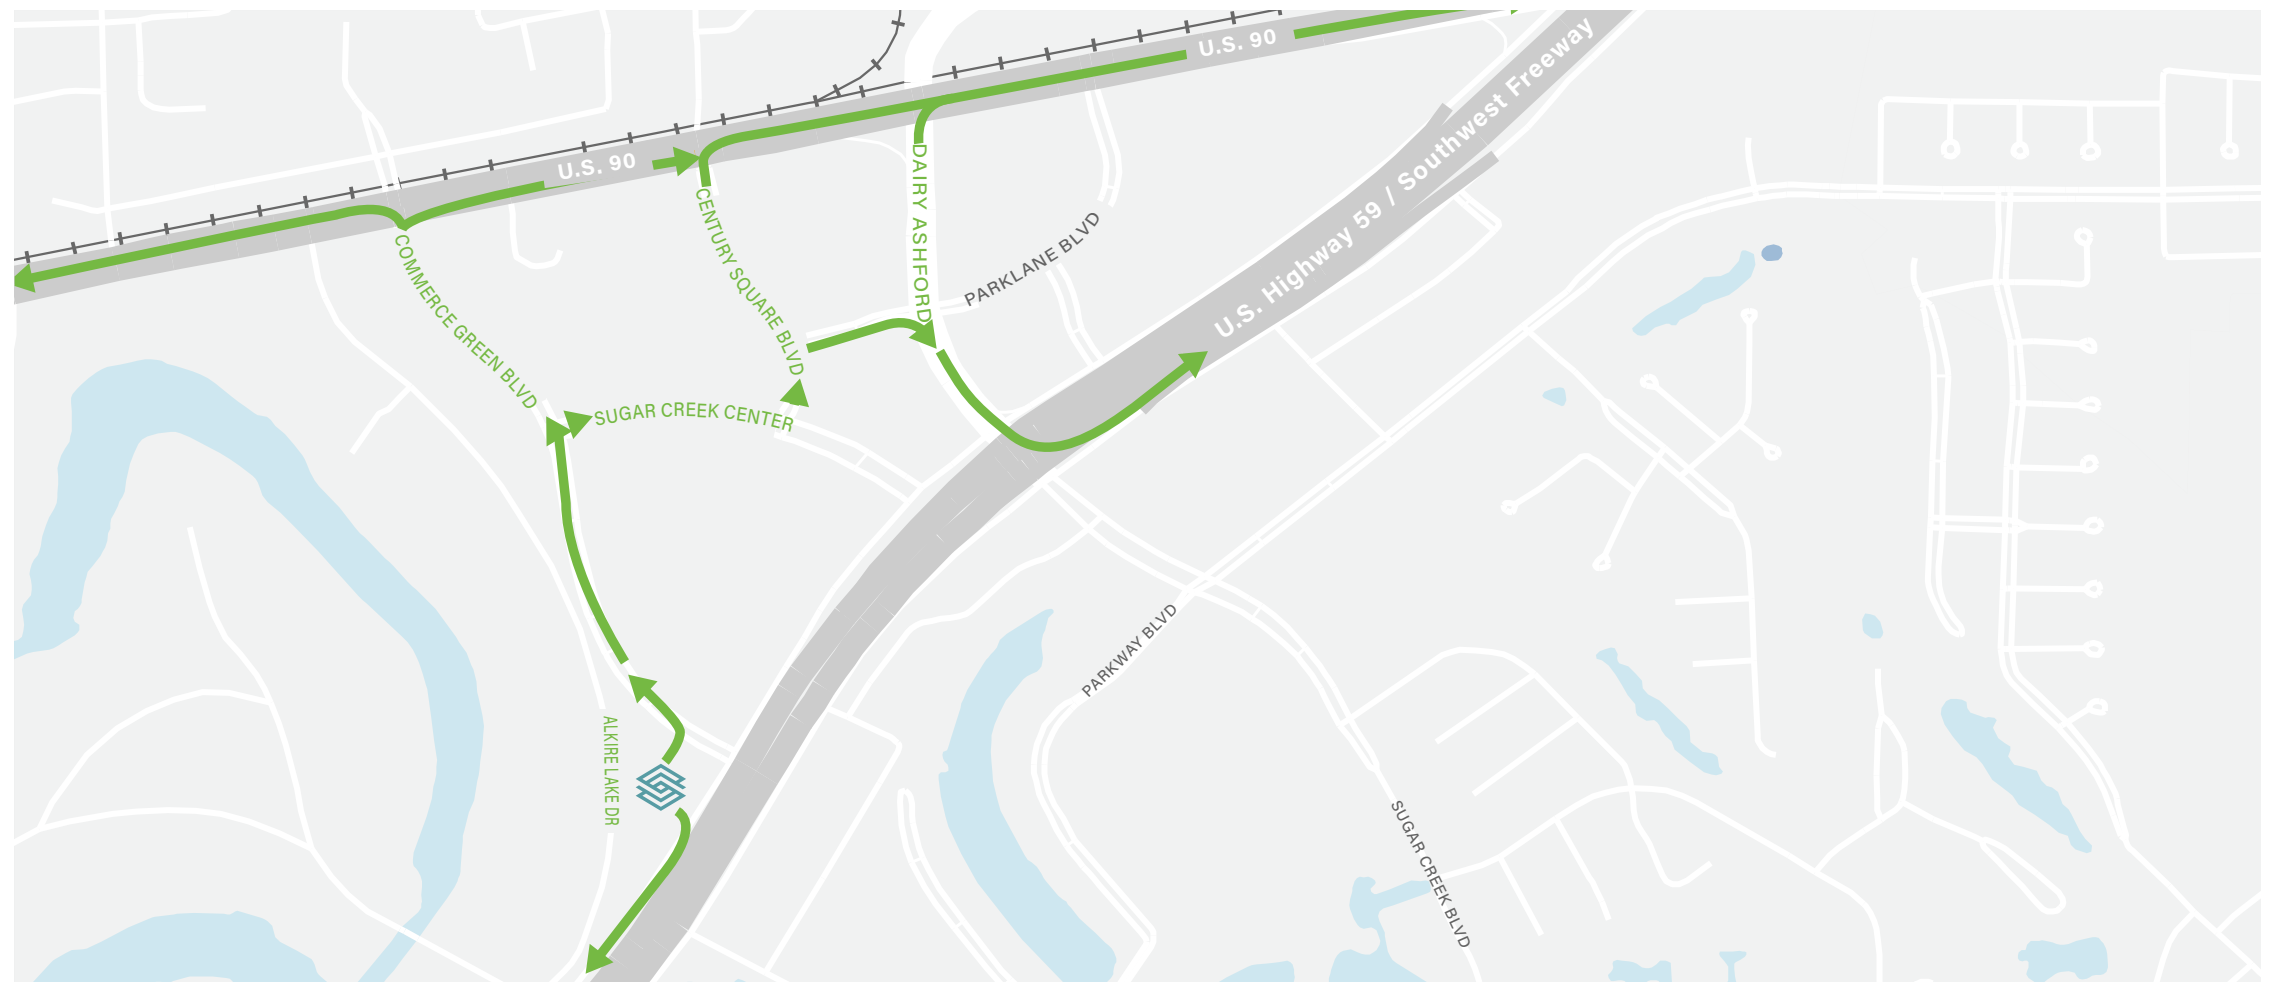 U.S. 90
U.S. 90
U.S. Highway 59 / Southwest Freeway
COMMERCE GREEN BLVD
CENTURY SQUARE BLVD
DAIRY ASHFORD
PARKLANE BLVD
SUGAR CREEK CENTER
PARKWAY BLVD
ALKIRE LAKE DR
SUGAR CREEK BLVD